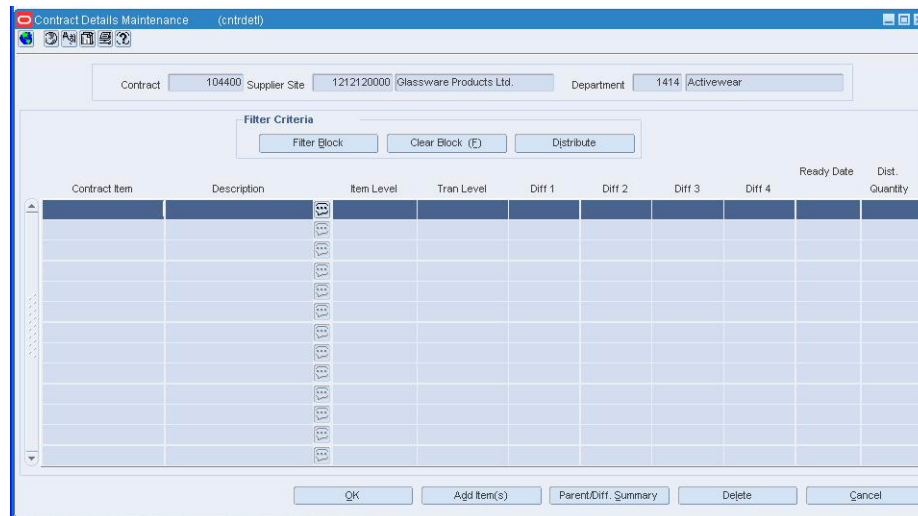 Contract Details Maintenance (cntrdetl)
Contract 104400 Supplier Site 1212120000 Glassware Products Ltd. Department 1414 Activewear
Filter Criteria
Filter Block Clear Block (F) Distribute
Contract Item Description Item Level Tran Level Diff 1 Diff 2 Diff 3 Diff 4 Ready Date Dist. Quantity
OK Add Item(s) Parent/Diff. Summary Delete Cancel